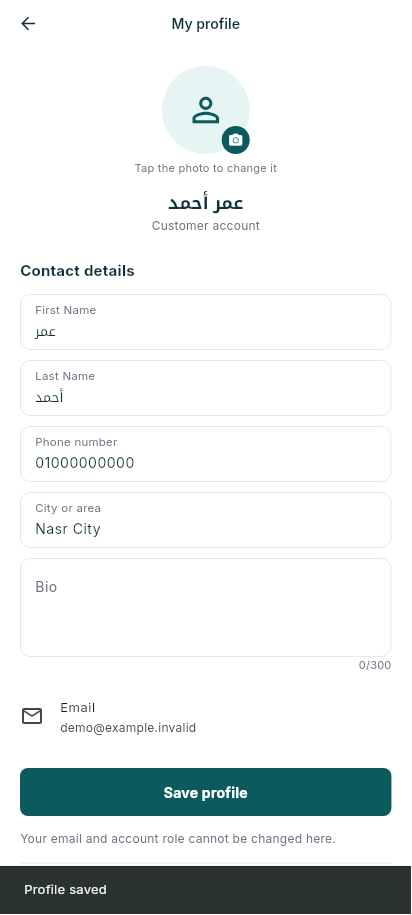 My profile
Tap the photo to change it
عمر أحمد
Customer account
Contact details
First Name
عمر
Last Name
أحمد
Phone number
01000000000
City or area
Nasr City
Bio
0/300
Email
demo@example.invalid
Save profile
Your email and account role cannot be changed here.
Profile saved